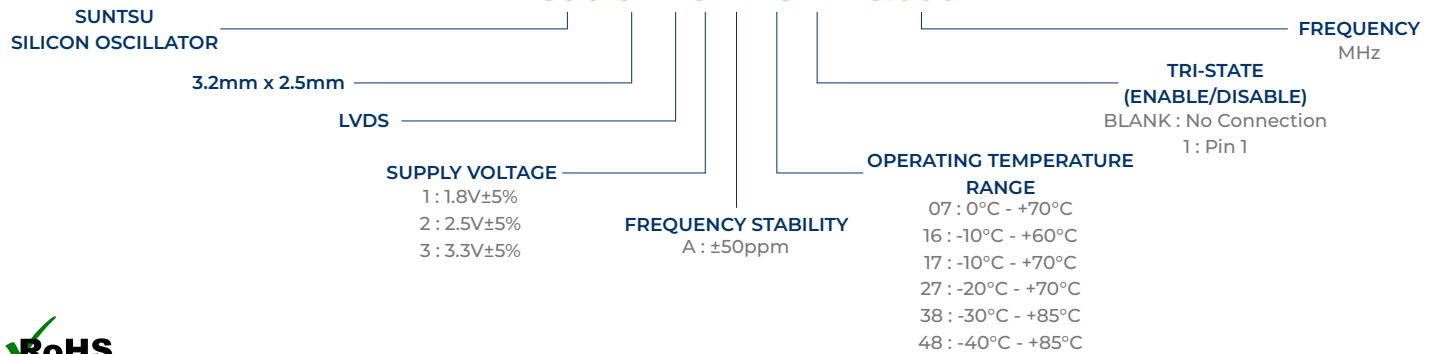 SUNTSU
SILICON OSCILLATOR
3.2mm x 2.5mm
LVDS
SUPPLY VOLTAGE
1 : 1.8V±5%
2 : 2.5V±5%
3 : 3.3V±5%
FREQUENCY STABILITY
A : ±50ppm
OPERATING TEMPERATURE
RANGE
07 : 0°C - +70°C
16 : -10°C - +60°C
17 : -10°C - +70°C
27 : -20°C - +70°C
38 : -30°C - +85°C
48 : -40°C - +85°C
TRI-STATE
(ENABLE/DISABLE)
BLANK : No Connection
1 : Pin 1
FREQUENCY
MHz
RoHS